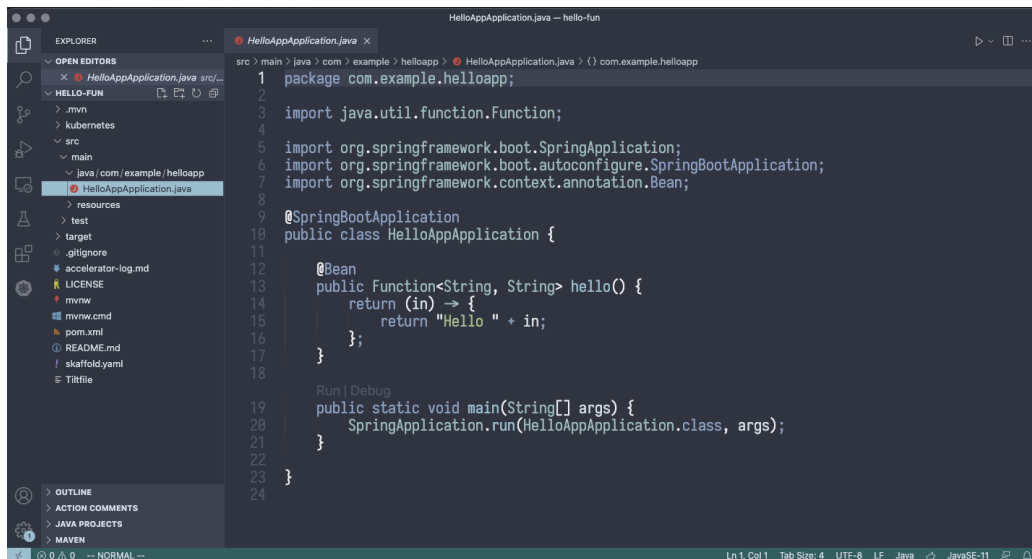 HelloAppApplication.java — hello-fun
EXPLORER
HelloAppApplication.java
OPEN EDITORS
HelloAppApplication.java src/...
HELLO-FUN
.mvn
kubernetes
src
main
java/com/example/helloapp
HelloAppApplication.java
resources
test
target
.gitignore
accelerator-log.md
LICENSE
mvnw
mvnw.cmd
pom.xml
README.md
skaffold.yaml
Tiltfile
OUTLINE
ACTION COMMENTS
JAVA PROJECTS
MAVEN
src > main > java > com > example > helloapp > HelloAppApplication.java > {} com.example.helloapp
1 package com.example.helloapp;
2
3 import java.util.function.Function;
4
5 import org.springframework.boot.SpringApplication;
6 import org.springframework.boot.autoconfigure.SpringBootApplication;
7 import org.springframework.context.annotation.Bean;
8
9 @SpringBootApplication
10 public class HelloAppApplication {
11
12 @Bean
13 public Function<String, String> hello() {
14 return (in) → {
15 return "Hello " + in;
16 };
17 }
18
Run | Debug
19 public static void main(String[] args) {
20 SpringApplication.run(HelloAppApplication.class, args);
21 }
22
23 }
24
1
0 0 -- NORMAL --
Ln 1, Col 1 Tab Size: 4 UTF-8 LF Java JavaSE-11